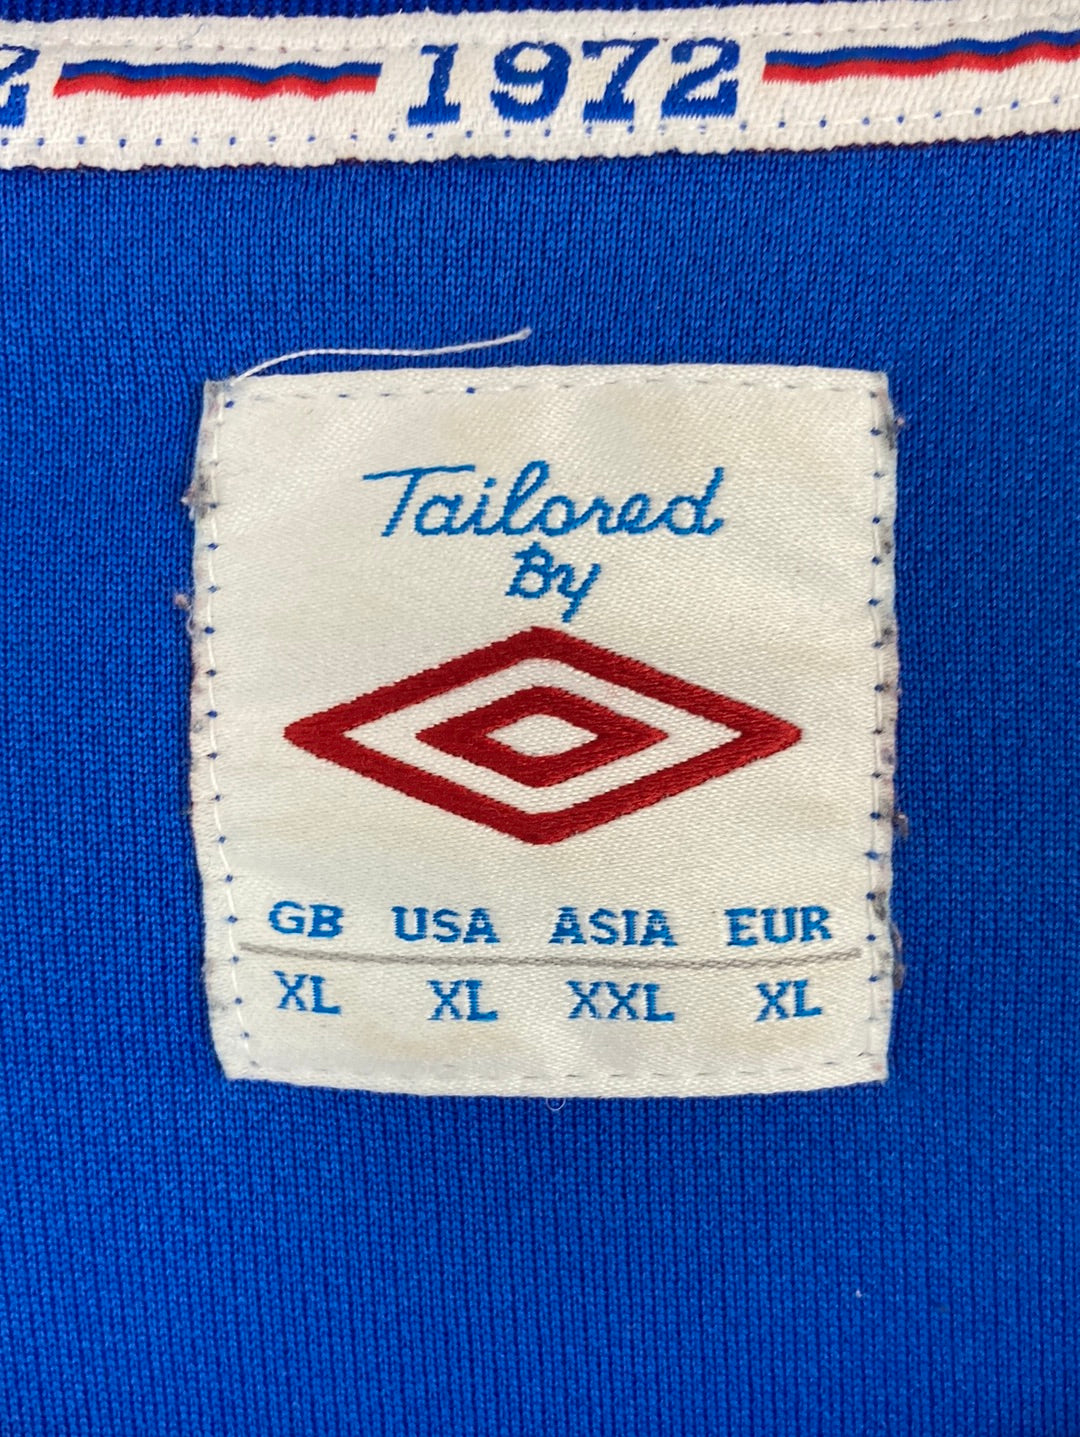 1972
Tailored
By
GB USA ASIA EUR
XL XL XXL XL